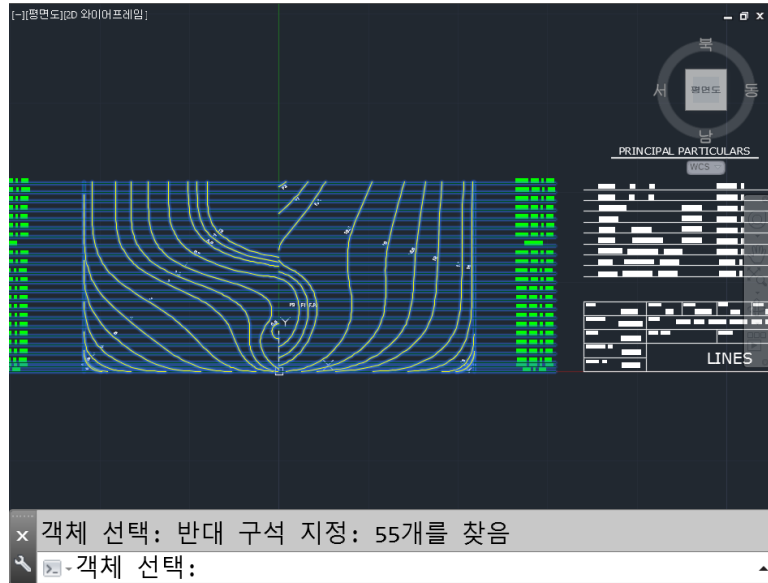 [-][평면도][2D 와이어프레임]
북
서
평면도
동
남
PRINCIPAL PARTICULARS
WCS
Y
LINES
객체 선택: 반대 구석 지정: 55개를 찾음
객체 선택: